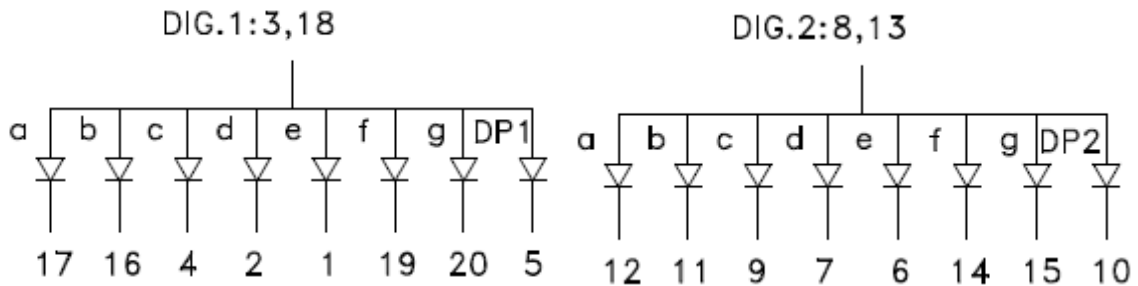 DIG.1:3,18
DIG.2:8,13
a b c d e f g DP1
a b c d e f g DP2
17 16 4 2 1 19 20 5
12 11 9 7 6 14 15 10